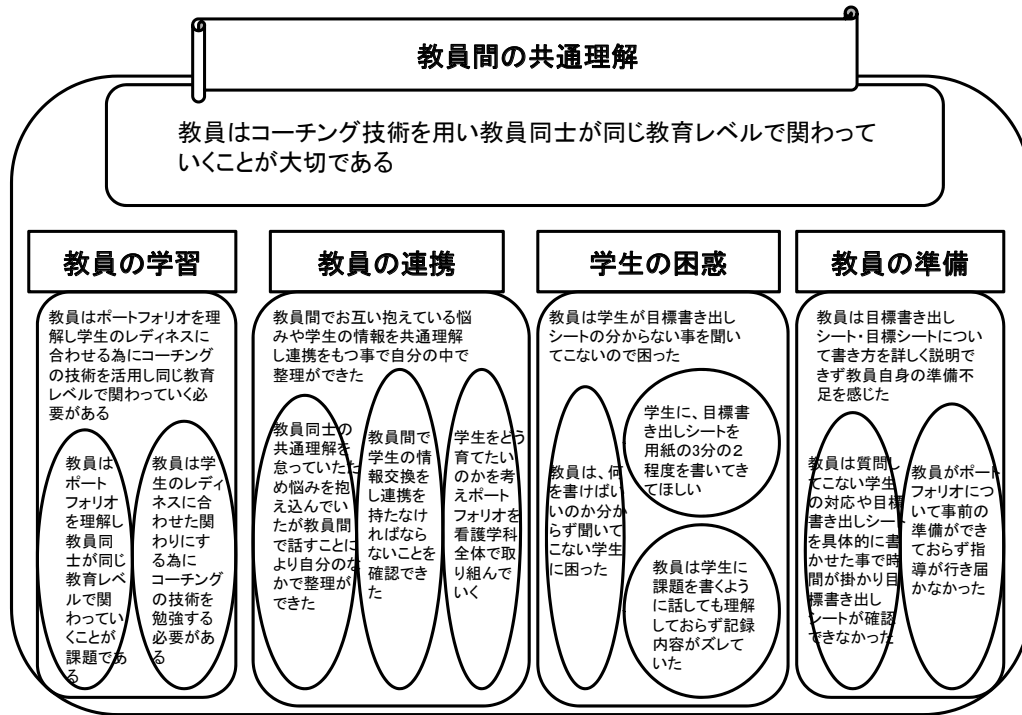 教員間の共通理解
教員はコーチング技術を用い教員同士が同じ教育レベルで関わって
いくことが大切である
教員の学習
教員はポートフォリオを理
解し学生のレディネスに
合わせる為にコーチング
の技術を活用し同じ教育
レベルで関わっていく必
要がある
教員は
ポート
フォリオ
を理解し
教員同
士が同じ
教育レベ
ルで関
わってい
くことが
課題であ
る
教員は学
生のレディ
ネスに合
わせた関
わりにす
る為に
コーチング
の技術を
勉強する
必要があ
る
教員の連携
教員間でお互い抱えている悩
みや学生の情報を共通理解
し連携をもつ事で自分の中で
整理ができた
教員同士の
共通理解を
怠っていたた
め悩みを抱
え込んでい
たが教員間
で話すことに
より自分のな
かで整理が
できた
教員間で
学生の情
報交換を
し連携を
持たなけ
ればなら
ないことを
確認でき
た
学生をどう
育てたい
のかを考
えポート
フォリオを
看護学科
全体で取
り組んで
いく
学生の困惑
教員は学生が目標書き出し
シートの分からない事を聞い
てこないので困った
教員は、何
を書けばい
いのか分か
らず聞いて
こない学生
に困った
学生に、目標書
き出しシートを
用紙の3分の2
程度を書いてき
てほしい
教員は学生に
課題を書くよう
に話しても理解
しておらず記録
内容がズレて
いた
教員の準備
教員は目標書き出し
シート・目標シートについ
て書き方を詳しく説明で
きず教員自身の準備不
足を感じた
教員は質問し
てこない学生
の対応や目標
書き出しシート
を具体的に書
かせた事で時
間が掛かり目
標書き出し
シートが確認
できなかった
教員がポート
フォリオにつ
いて事前の
準備ができ
ておらず指
導が行き届
かなかった